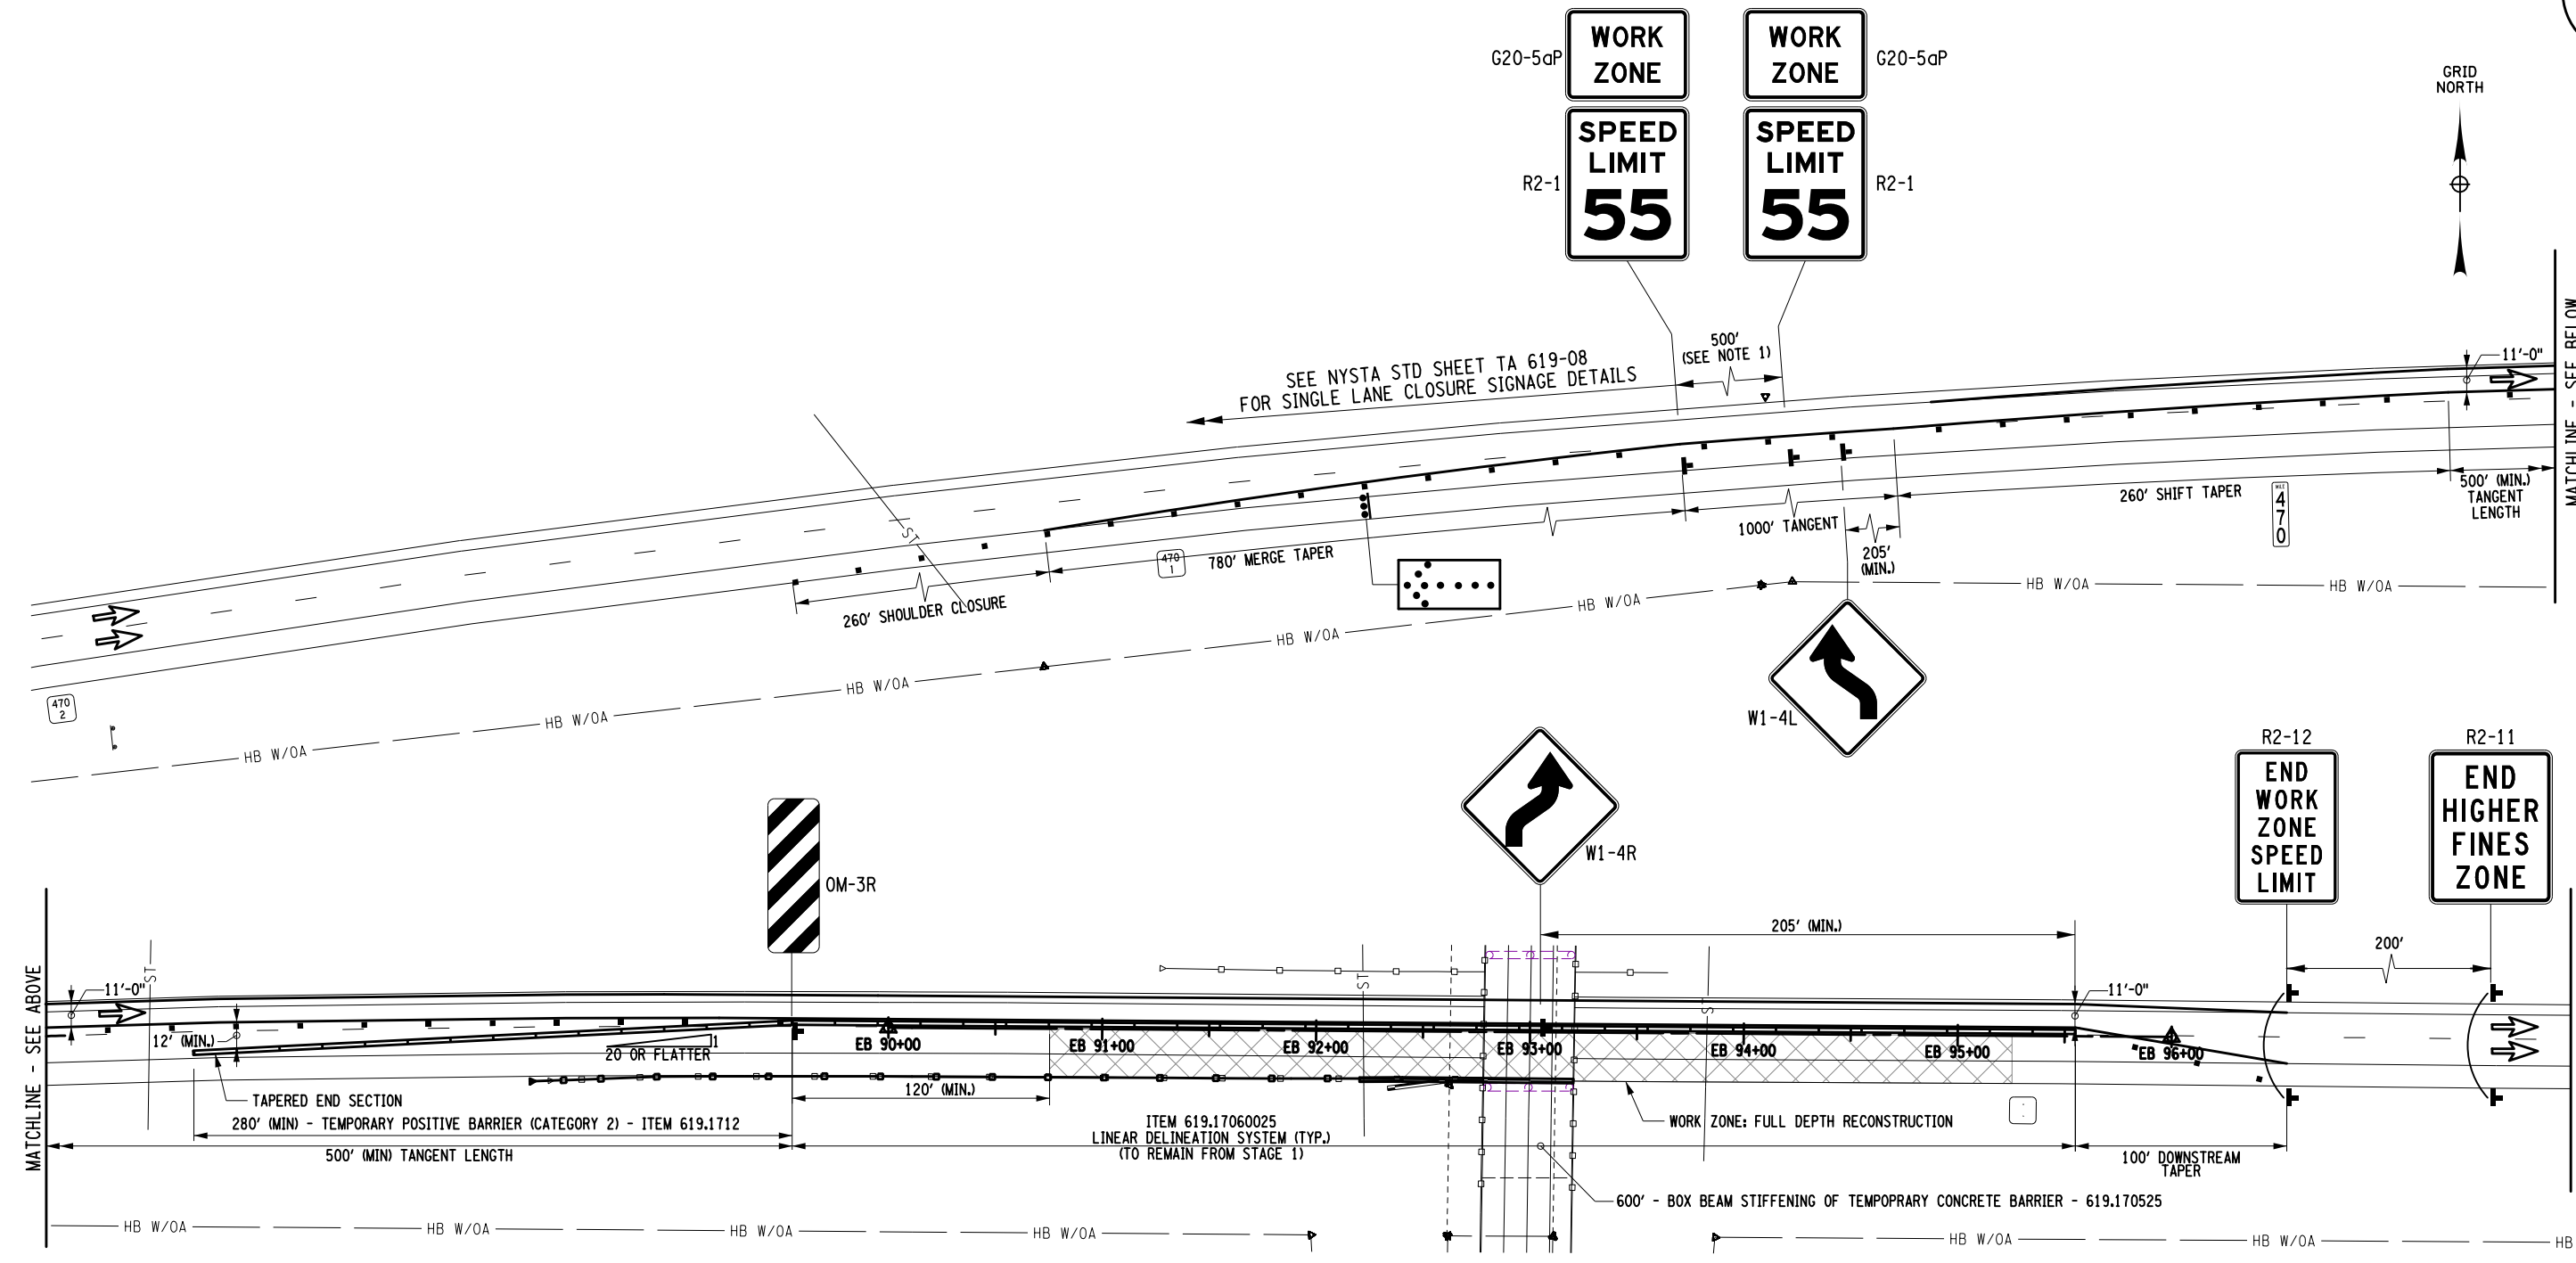 WORK
ZONE
WORK
ZONE
G20-5aP
G20-5aP
SPEED
LIMIT
55
SPEED
LIMIT
55
R2-1
R2-1
GRID
NORTH
500'
(SEE NOTE 1)
SEE NYSTA STD SHEET TA 619-08
FOR SINGLE LANE CLOSURE SIGNAGE DETAILS
11'-0"
MATCHLINE - SEE BELOW
ST
260' SHOULDER CLOSURE
470
1
780' MERGE TAPER
1000' TANGENT
205'
(MIN.)
260' SHIFT TAPER
MILE
4
7
0
500' (MIN.)
TANGENT
LENGTH
HB W/OA
HB W/OA
HB W/OA
HB W/OA
HB W/OA
HB W/OA
HB W/OA
470
2
W1-4L
W1-4R
OM-3R
R2-12
END
WORK
ZONE
SPEED
LIMIT
R2-11
END
HIGHER
FINES
ZONE
205' (MIN.)
200'
MATCHLINE - SEE ABOVE
11'-0"
ST
ST
S
11'-0"
12' (MIN.)
20 OR FLATTER
1
EB 90+00
EB 91+00
EB 92+00
EB 93+00
EB 94+00
EB 95+00
EB 96+00
TAPERED END SECTION
120' (MIN.)
280' (MIN) - TEMPORARY POSITIVE BARRIER (CATEGORY 2) - ITEM 619.1712
500' (MIN) TANGENT LENGTH
ITEM 619.17060025
LINEAR DELINEATION SYSTEM (TYP.)
(TO REMAIN FROM STAGE 1)
WORK ZONE: FULL DEPTH RECONSTRUCTION
100' DOWNSTREAM
TAPER
600' - BOX BEAM STIFFENING OF TEMPOPRARY CONCRETE BARRIER - 619.170525
HB W/OA
HB W/OA
HB W/OA
HB W/OA
HB W/OA
HB W/OA
HB